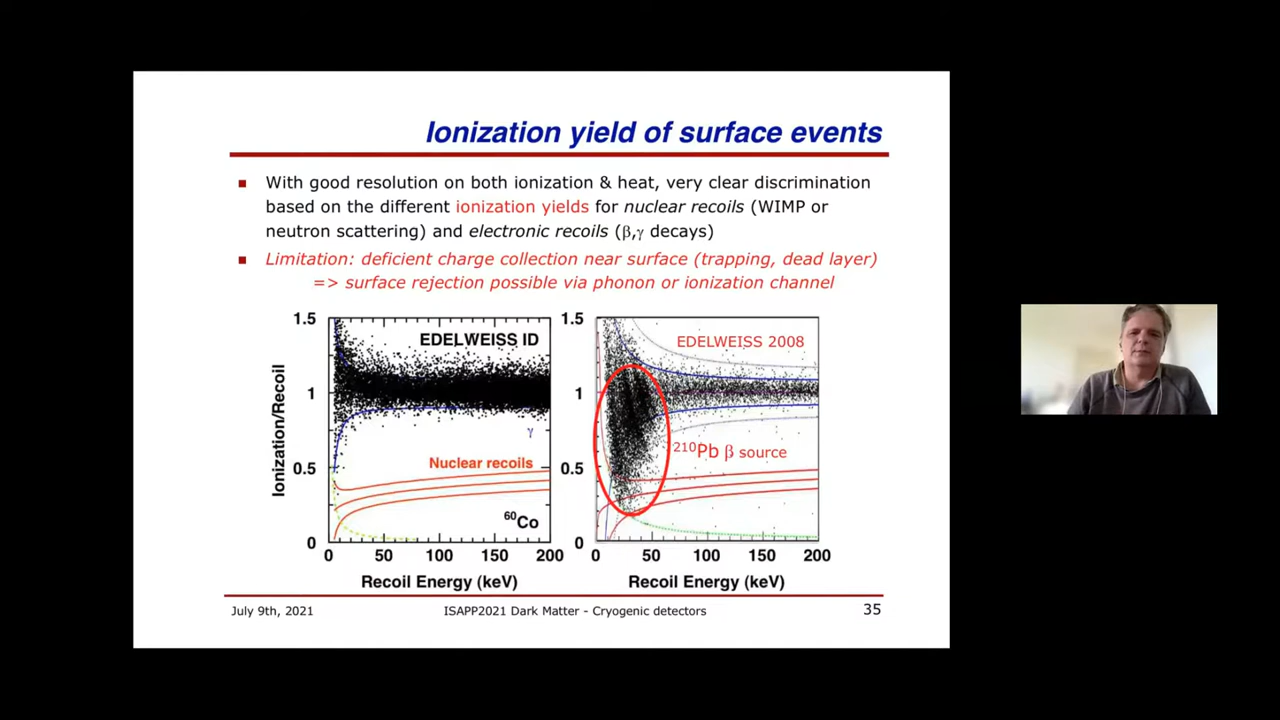 Ionization yield of surface events
With good resolution on both ionization & heat, very clear discrimination
based on the different ionization yields for nuclear recoils (WIMP or
neutron scattering) and electronic recoils (β,γ decays)
Limitation: deficient charge collection near surface (trapping, dead layer)
=> surface rejection possible via phonon or ionization channel
Ionization/Recoil
1.5
1
0.5
0
EDELWEISS ID
γ
Nuclear recoils
60Co
0 50 100 150 200
Recoil Energy (keV)
1.5
1
0.5
0
EDELWEISS 2008
210Pb β source
0 50 100 150 200
Recoil Energy (keV)
July 9th, 2021
ISAPP2021 Dark Matter - Cryogenic detectors
35